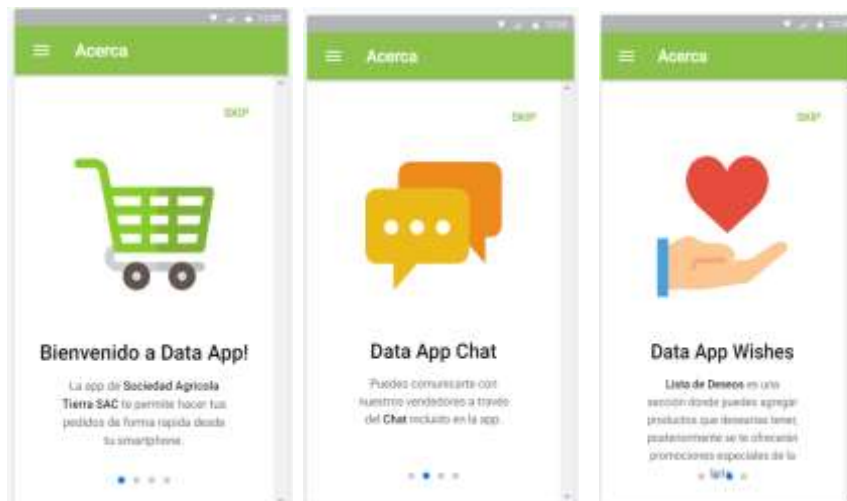 Acerca
SKIP
Bienvenido a Data App!
La app de Sociedad Agricola
Tierra SAC te permite hacer tus
pedidos de forma rapida desde
tu smartphone.
Acerca
SKIP
Data App Chat
Puedes comunicarte con
nuestros vendedores a través
del Chat incluido en la app.
Acerca
SKIP
Data App Wishes
Lista de Deseos es una
sección donde puedes agregar
productos que desearias tener,
posteriormente se te ofrecerán
promociones especiales de la